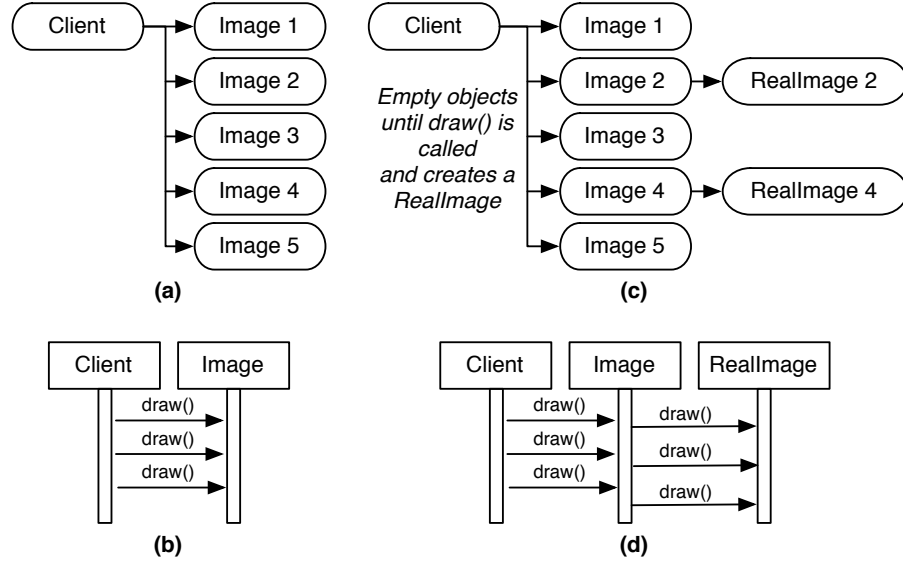 Client
Image 1
Image 2
Image 3
Image 4
Image 5
(a)
Client
Image 1
Image 2
RealImage 2
Empty objects
until draw() is
called
and creates a
RealImage
Image 3
Image 4
RealImage 4
Image 5
(c)
Client
Image
draw()
draw()
draw()
(b)
Client
Image
RealImage
draw()
draw()
draw()
draw()
draw()
draw()
(d)